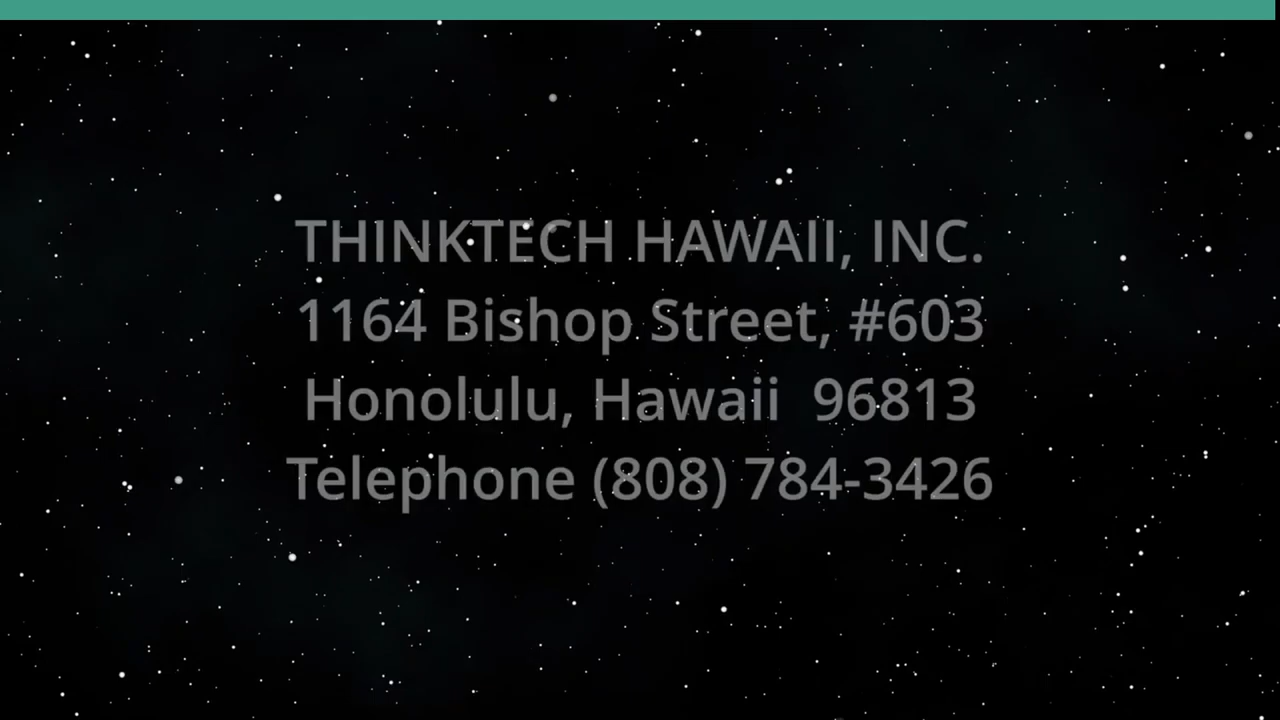 THINKTECH HAWAII, INC.
1164 Bishop Street, #603
Honolulu, Hawaii  96813
Telephone (808) 784-3426